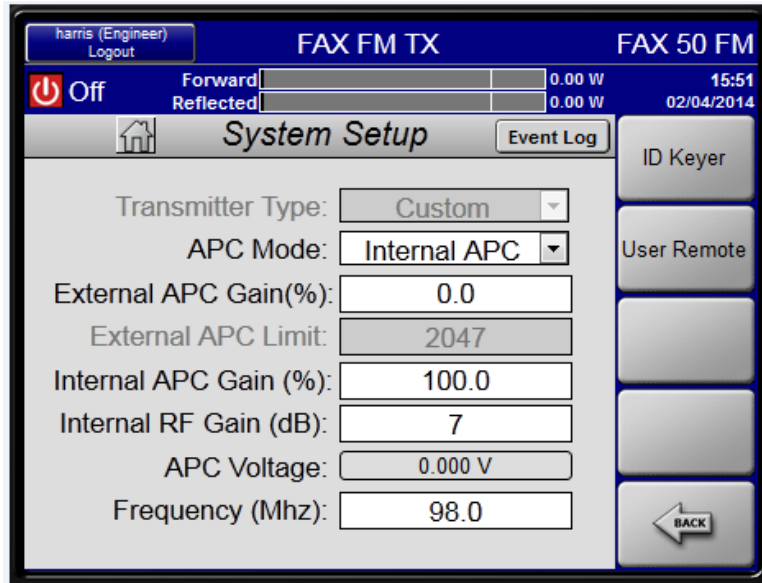 harris (Engineer)
Logout
FAX FM TX
FAX 50 FM
Off
Forward
0.00 W
Reflected
0.00 W
15:51
02/04/2014
System Setup
Event Log
ID Keyer
Transmitter Type:
Custom
APC Mode:
Internal APC
User Remote
External APC Gain(%):
0.0
External APC Limit:
2047
Internal APC Gain (%):
100.0
Internal RF Gain (dB):
7
APC Voltage:
0.000 V
Frequency (Mhz):
98.0
BACK